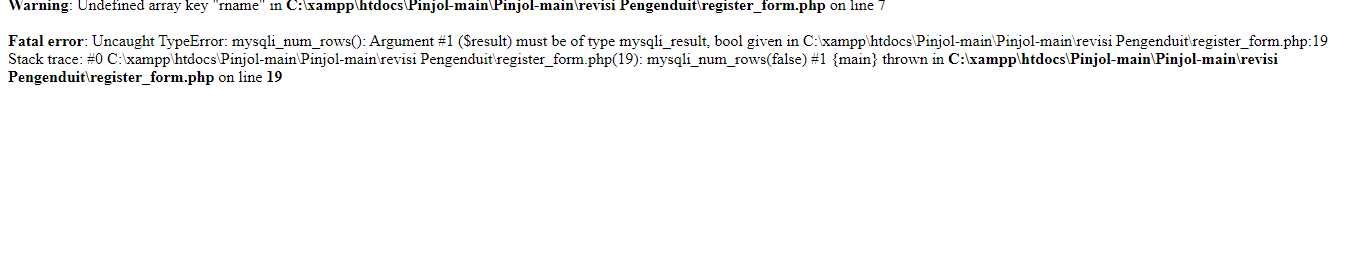 Warning: Undefined array key "rname" in C:\xampp\htdocs\Pinjol-main\Pinjol-main\revisi Pengenduit\register_form.php on line 7
Fatal error: Uncaught TypeError: mysqli_num_rows(): Argument #1 ($result) must be of type mysqli_result, bool given in C:\xampp\htdocs\Pinjol-main\Pinjol-main\revisi Pengenduit\register_form.php:19
Stack trace: #0 C:\xampp\htdocs\Pinjol-main\Pinjol-main\revisi Pengenduit\register_form.php(19): mysqli_num_rows(false) #1 {main} thrown in C:\xampp\htdocs\Pinjol-main\Pinjol-main\revisi
Pengenduit\register_form.php on line 19